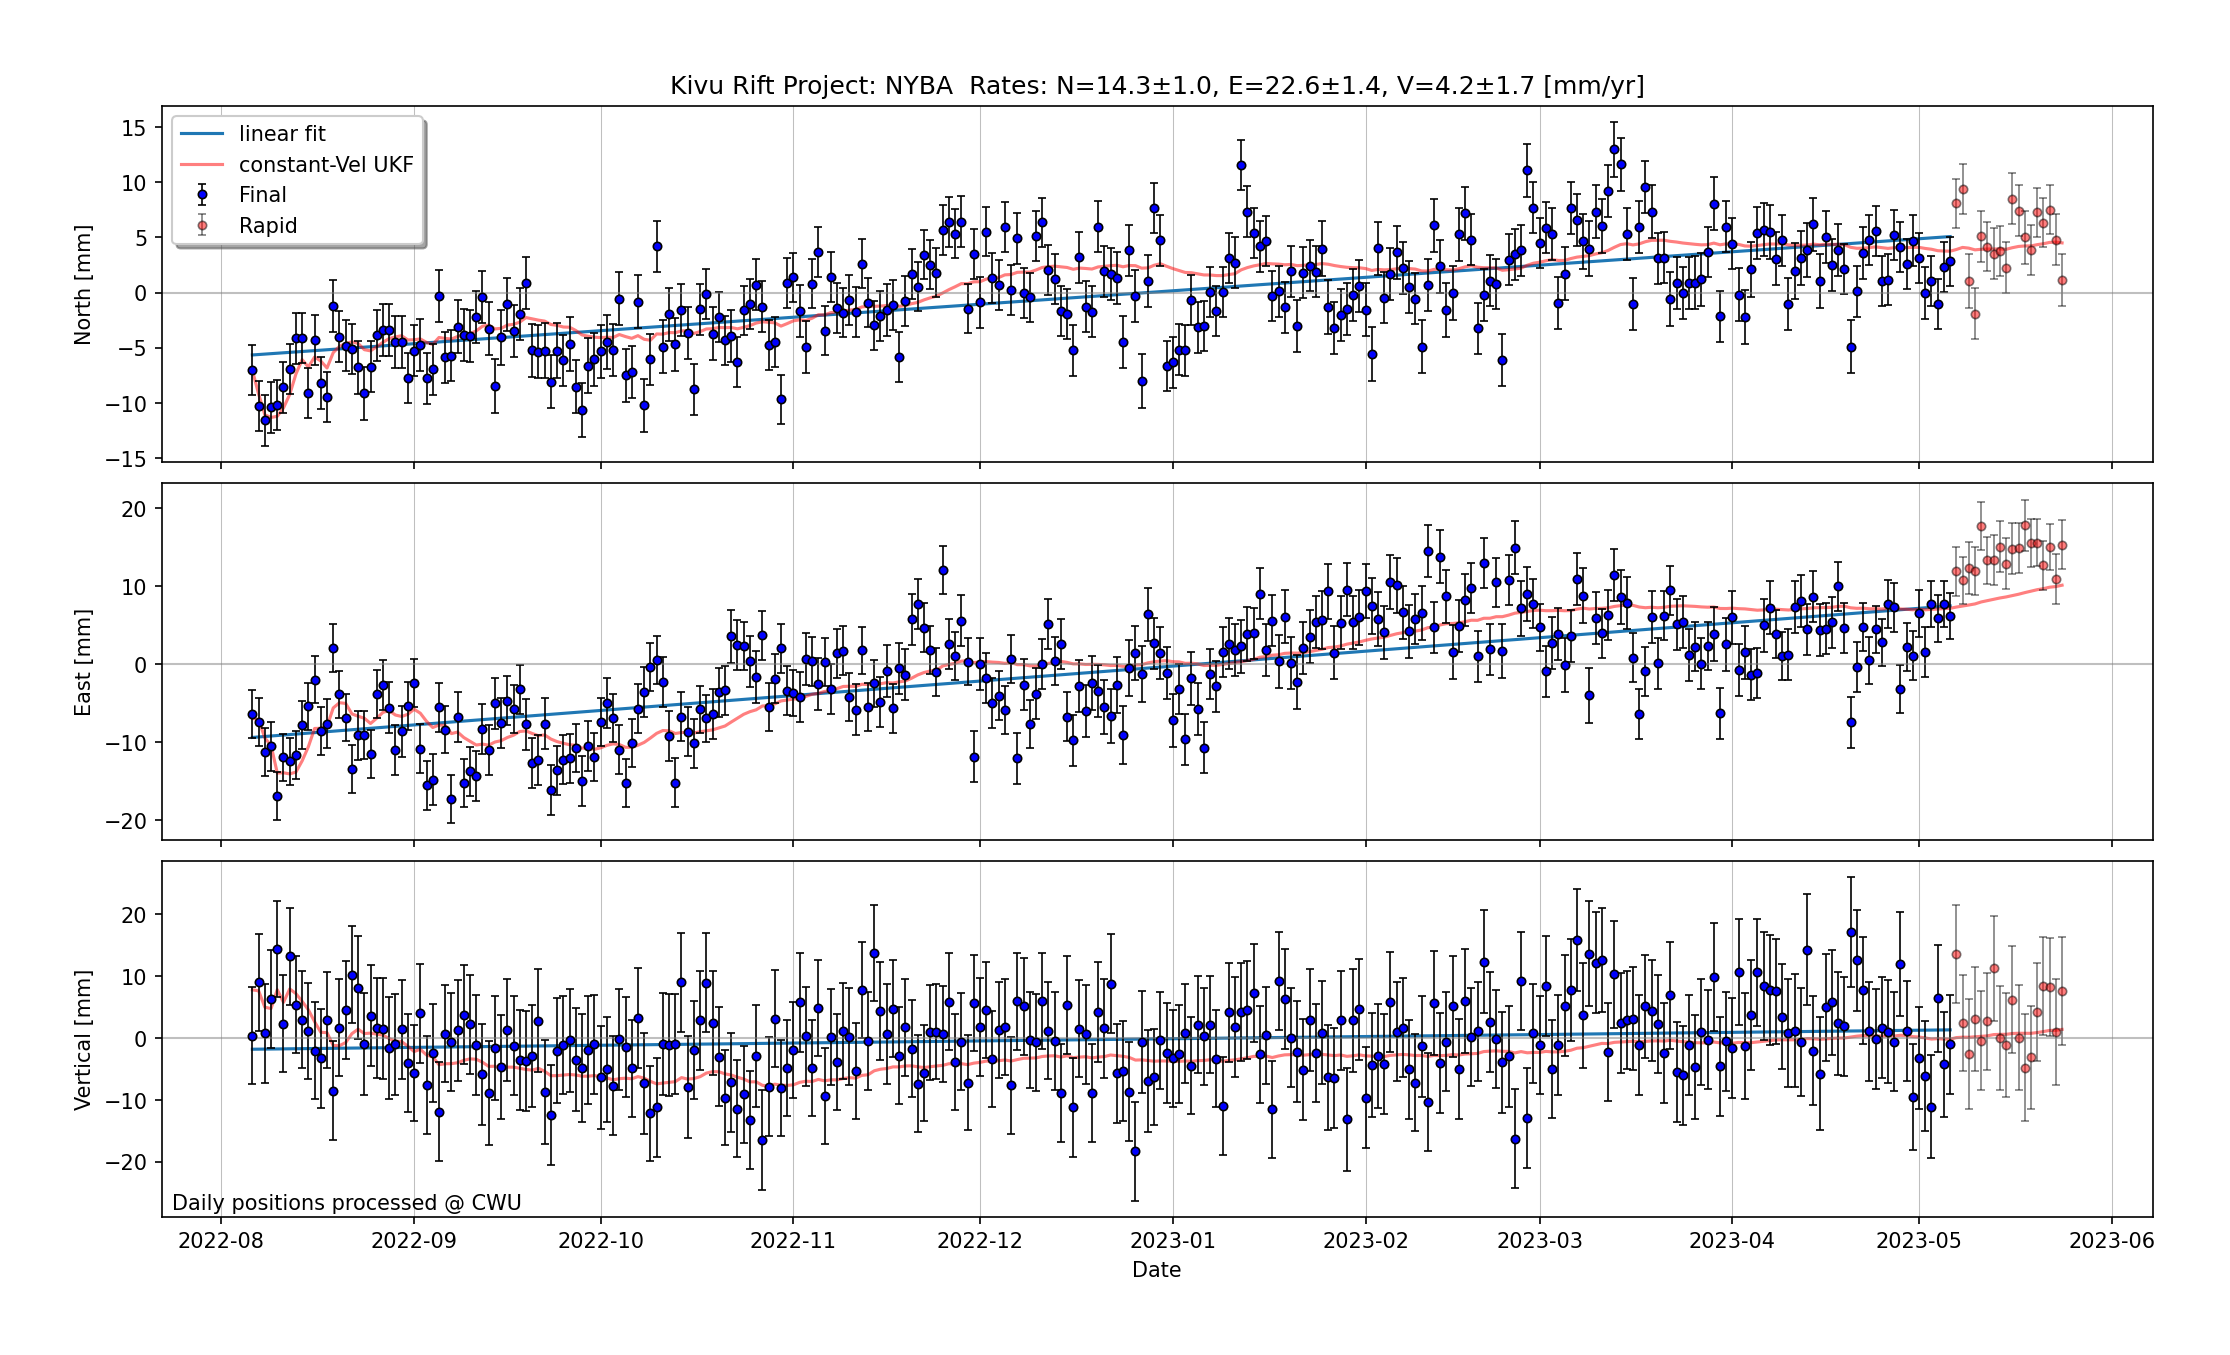 Kivu Rift Project: NYBA  Rates: N=14.3±1.0, E=22.6±1.4, V=4.2±1.7 [mm/yr]
linear fit
constant-Vel UKF
Final
Rapid
North [mm]
15
10
5
0
−5
−10
−15
East [mm]
20
10
0
−10
−20
Vertical [mm]
20
10
0
−10
−20
Daily positions processed @ CWU
2022-08 2022-09 2022-10 2022-11 2022-12 2023-01 2023-02 2023-03 2023-04 2023-05 2023-06
Date